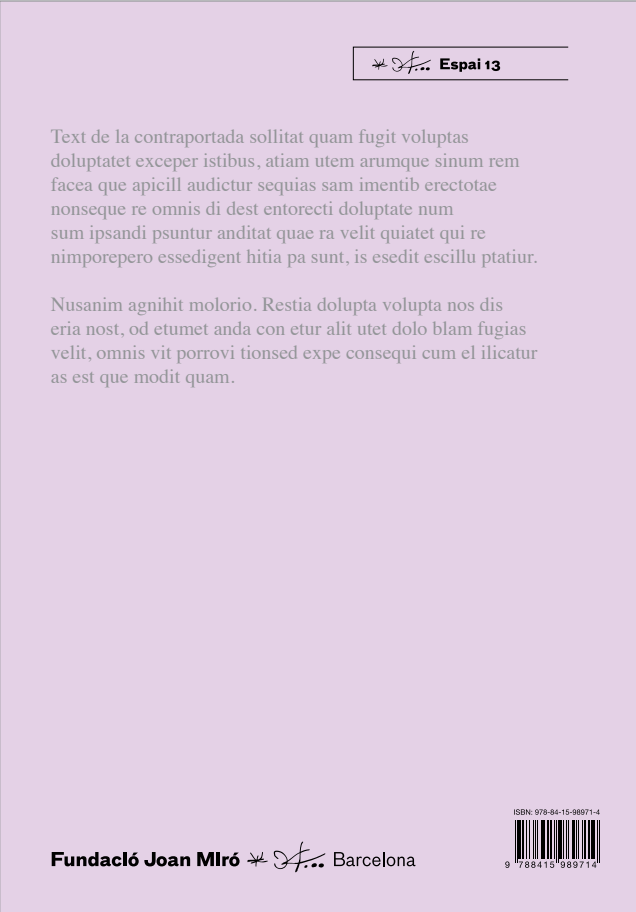 Espai 13
Text de la contraportada sollitat quam fugit voluptas
doluptatet exceper istibus, atiam utem arumque sinum rem
facea que apicill audictur sequias sam imentib erectotae
nonseque re omnis di dest entorecti doluptate num
sum ipsandi psuntur anditat quae ra velit quiatet qui re
nimporepero essedigent hitia pa sunt, is esedit escillu ptatiur.
Nusanim agnihit molorio. Restia dolupta volupta nos dis
eria nost, od etumet anda con etur alit utet dolo blam fugias
velit, omnis vit porrovi tionsed expe consequi cum el ilicatur
as est que modit quam.
ISBN: 978-84-15-98971-4
9 788415 989714
Fundació Joan MIró Barcelona